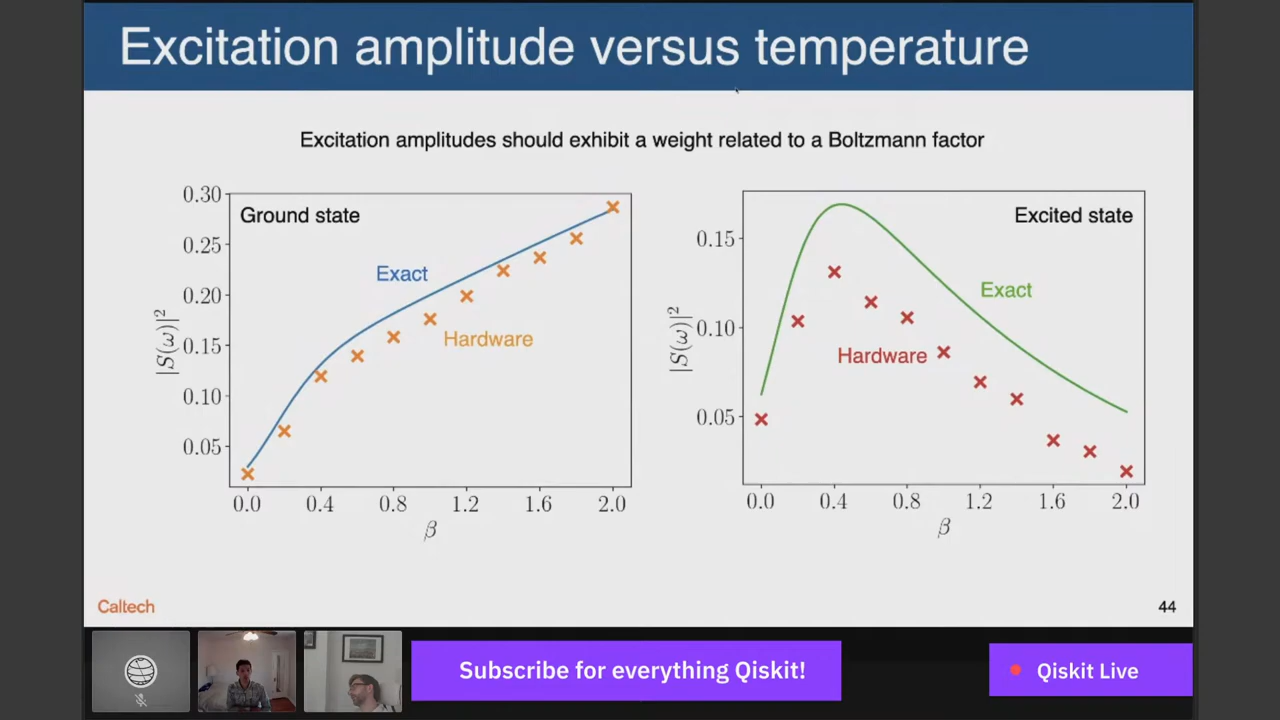 Excitation amplitude versus temperature
Excitation amplitudes should exhibit a weight related to a Boltzmann factor
Ground state
Exact
Hardware
|S(ω)|²
0.30
0.25
0.20
0.15
0.10
0.05
0.0 0.4 0.8 1.2 1.6 2.0
β
Excited state
Exact
Hardware
|S(ω)|²
0.15
0.10
0.05
0.0 0.4 0.8 1.2 1.6 2.0
β
Caltech
44
Subscribe for everything Qiskit!
Qiskit Live